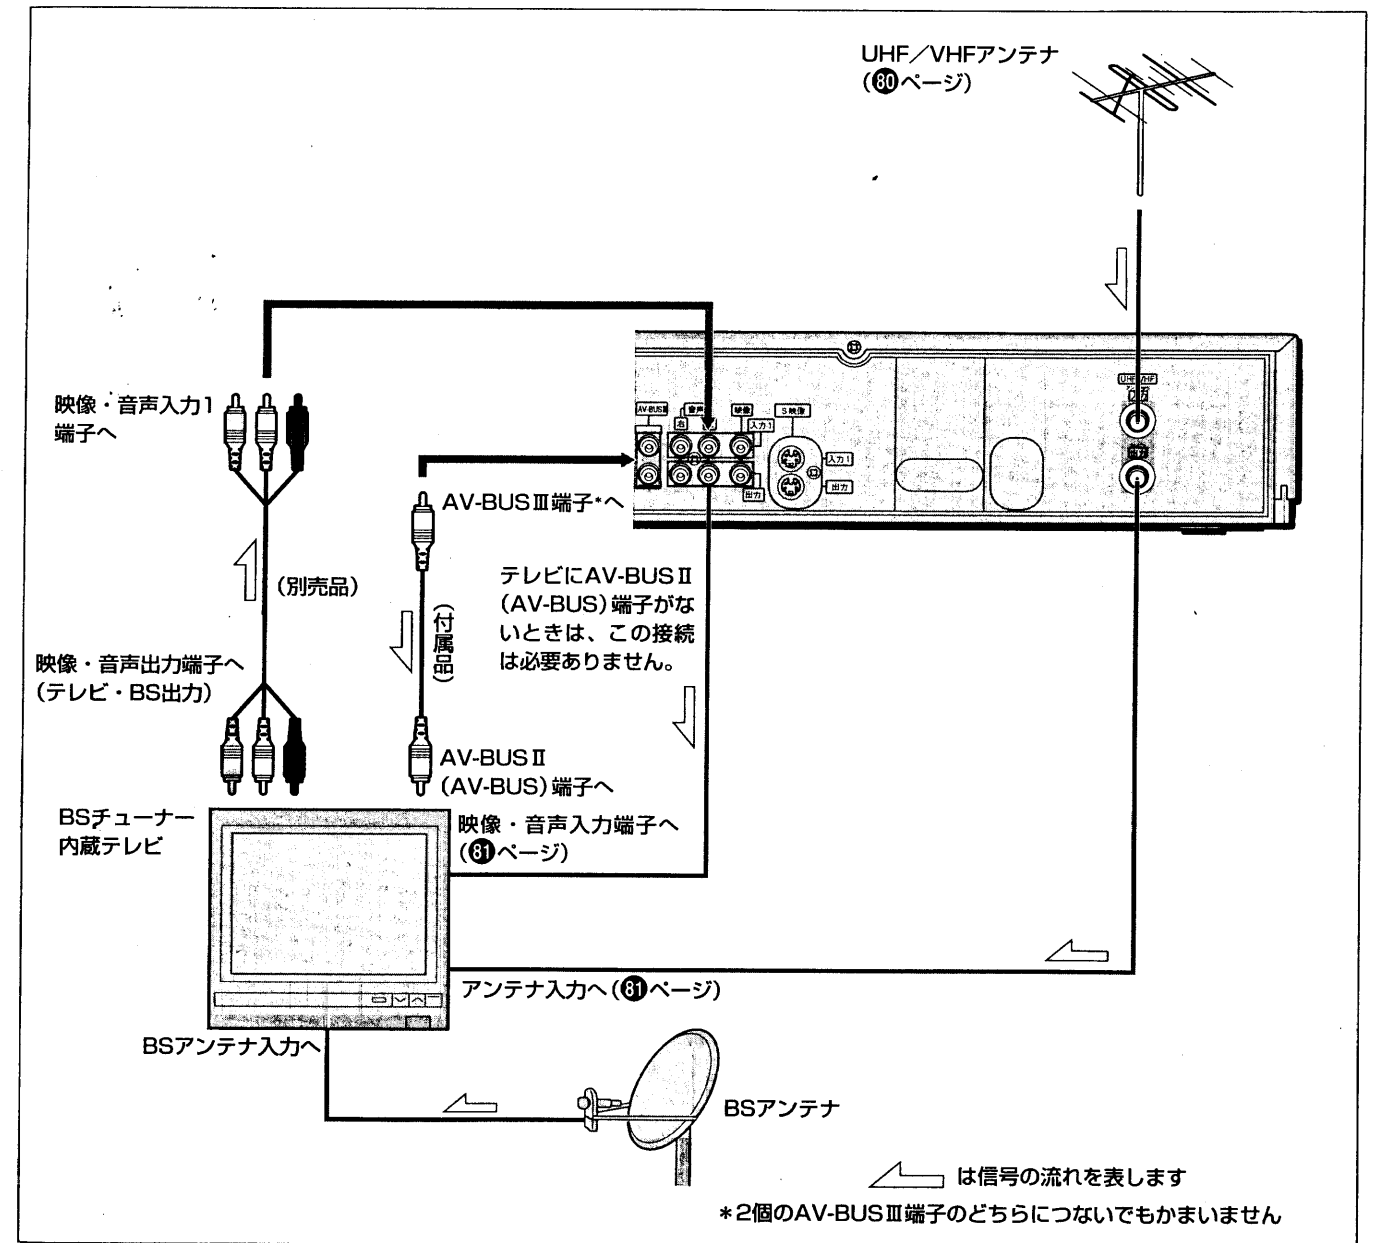 UHF／VHFアンテナ
（80ページ）
映像・音声入力1
端子へ
AV-BUSⅢ
音声
右
映像
入力1
S映像
入力1
出力
出力
UHF/VHF
入力
出力
AV-BUSⅢ端子*へ
（別売品）
（付属品）
テレビにAV-BUSⅡ
（AV-BUS）端子がな
いときは、この接続
は必要ありません。
映像・音声出力端子へ
（テレビ・BS出力）
AV-BUSⅡ
（AV-BUS）端子へ
BSチューナー
内蔵テレビ
映像・音声入力端子へ
（81ページ）
アンテナ入力へ（81ページ）
BSアンテナ入力へ
BSアンテナ
は信号の流れを表します
*2個のAV-BUSⅢ端子のどちらにつないでもかまいません